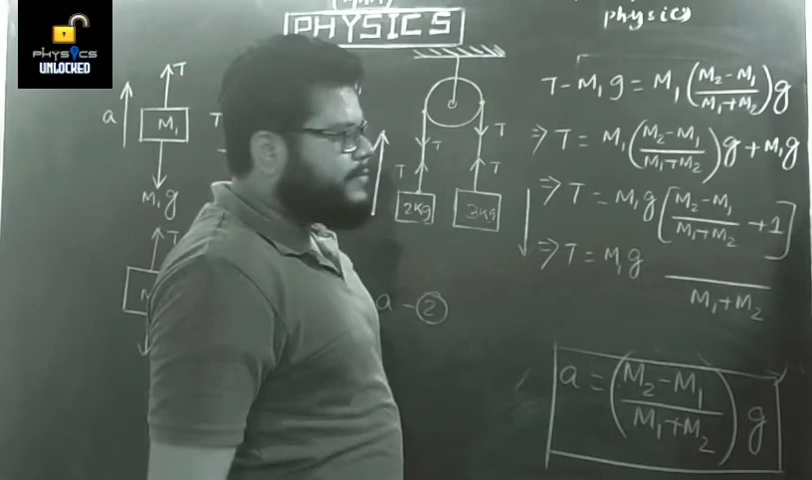 PHYSICS
UNLOCKED
PHYSICS
physics
T
a
M₁
M₁g
T
T
T
T
T
2Kg
3Kg
a - ②
T - M₁g = M₁(M₂-M₁/M₁+M₂)g
⇒ T = M₁(M₂-M₁/M₁+M₂)g + M₁g
⇒ T = M₁g[M₂-M₁/M₁+M₂ + 1]
⇒ T = M₁g /M₁+M₂
a = (M₂-M₁/M₁+M₂)g